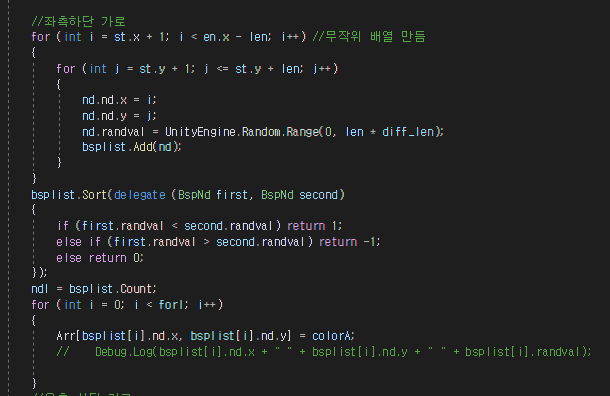 //좌측하단 가로
for (int i = st.x + 1; i < en.x - len; i++) //무작위 배열 만듬
{
for (int j = st.y + 1; j <= st.y + len; j++)
{
nd.nd.x = i;
nd.nd.y = j;
nd.randval = UnityEngine.Random.Range(0, len + diff_len);
bsplist.Add(nd);
}
}
bsplist.Sort(delegate (BspNd first, BspNd second)
{
if (first.randval < second.randval) return 1;
else if (first.randval > second.randval) return -1;
else return 0;
});
ndl = bsplist.Count;
for (int i = 0; i < forl; i++)
{
Arr[bsplist[i].nd.x, bsplist[i].nd.y] = colorA;
// Debug.Log(bsplist[i].nd.x + " " + bsplist[i].nd.y + " " + bsplist[i].randval);
}